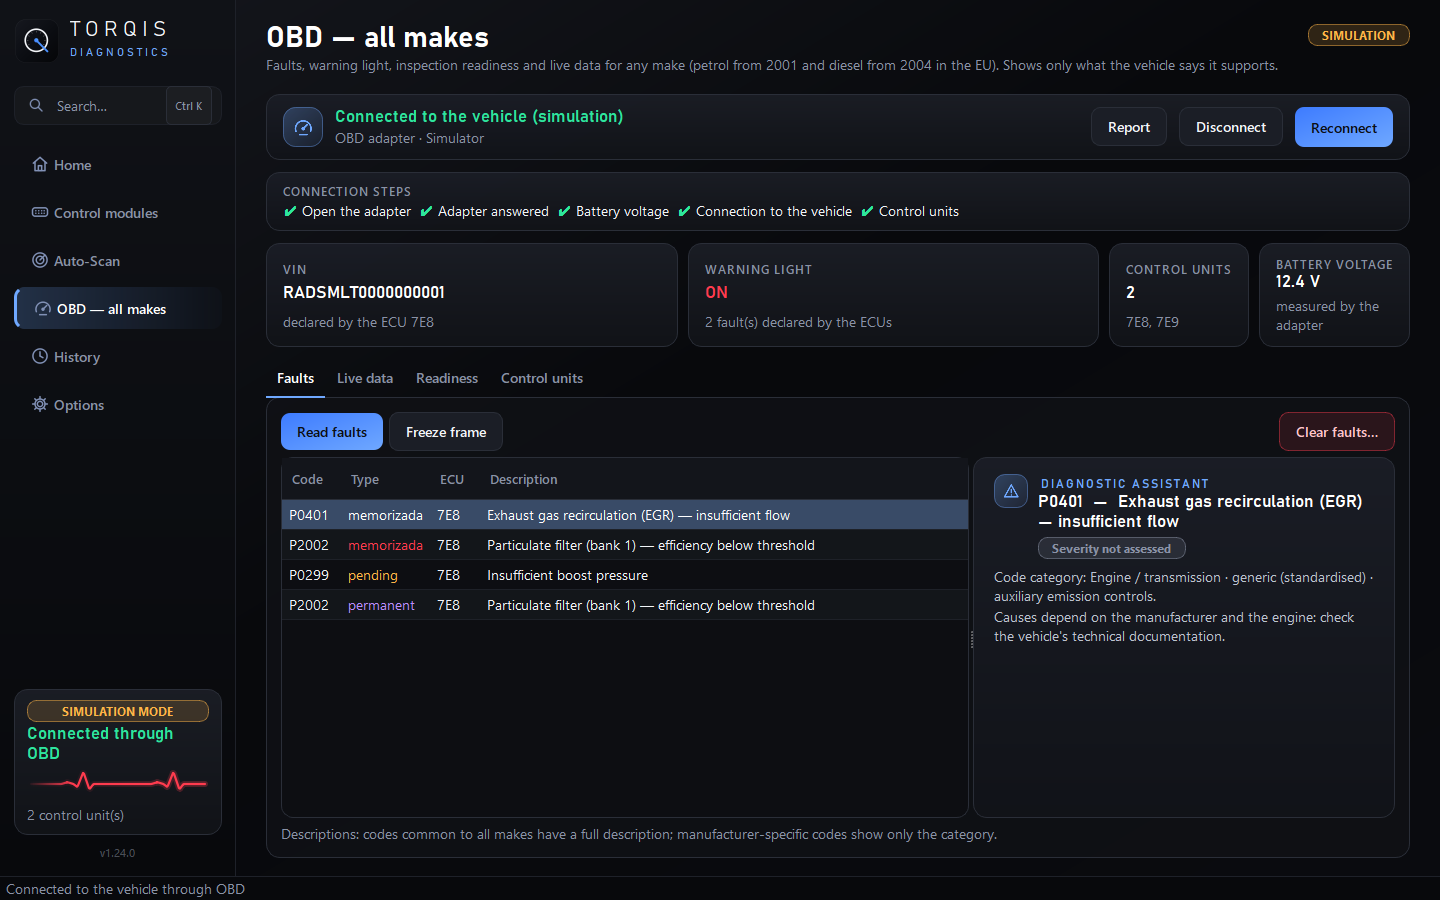 TORQIS
DIAGNOSTICS
Search...
Ctrl K
Home
Control modules
Auto-Scan
OBD — all makes
History
Options
SIMULATION MODE
Connected through
OBD
2 control unit(s)
v1.24.0
OBD — all makes
SIMULATION
Faults, warning light, inspection readiness and live data for any make (petrol from 2001 and diesel from 2004 in the EU). Shows only what the vehicle says it supports.
Connected to the vehicle (simulation)
OBD adapter · Simulator
Report
Disconnect
Reconnect
CONNECTION STEPS
✔ Open the adapter ✔ Adapter answered ✔ Battery voltage ✔ Connection to the vehicle ✔ Control units
VIN
RADSMLT0000000001
declared by the ECU 7E8
WARNING LIGHT
ON
2 fault(s) declared by the ECUs
CONTROL UNITS
2
7E8, 7E9
BATTERY VOLTAGE
12.4 V
measured by the
adapter
Faults Live data Readiness Control units
Read faults Freeze frame Clear faults...
Code Type ECU Description
P0401 memorizada 7E8 Exhaust gas recirculation (EGR) — insufficient flow
P2002 memorizada 7E8 Particulate filter (bank 1) — efficiency below threshold
P0299 pending 7E8 Insufficient boost pressure
P2002 permanent 7E8 Particulate filter (bank 1) — efficiency below threshold
DIAGNOSTIC ASSISTANT
P0401 — Exhaust gas recirculation (EGR)
— insufficient flow
Severity not assessed
Code category: Engine / transmission · generic (standardised) ·
auxiliary emission controls.
Causes depend on the manufacturer and the engine: check
the vehicle's technical documentation.
Descriptions: codes common to all makes have a full description; manufacturer-specific codes show only the category.
Connected to the vehicle through OBD